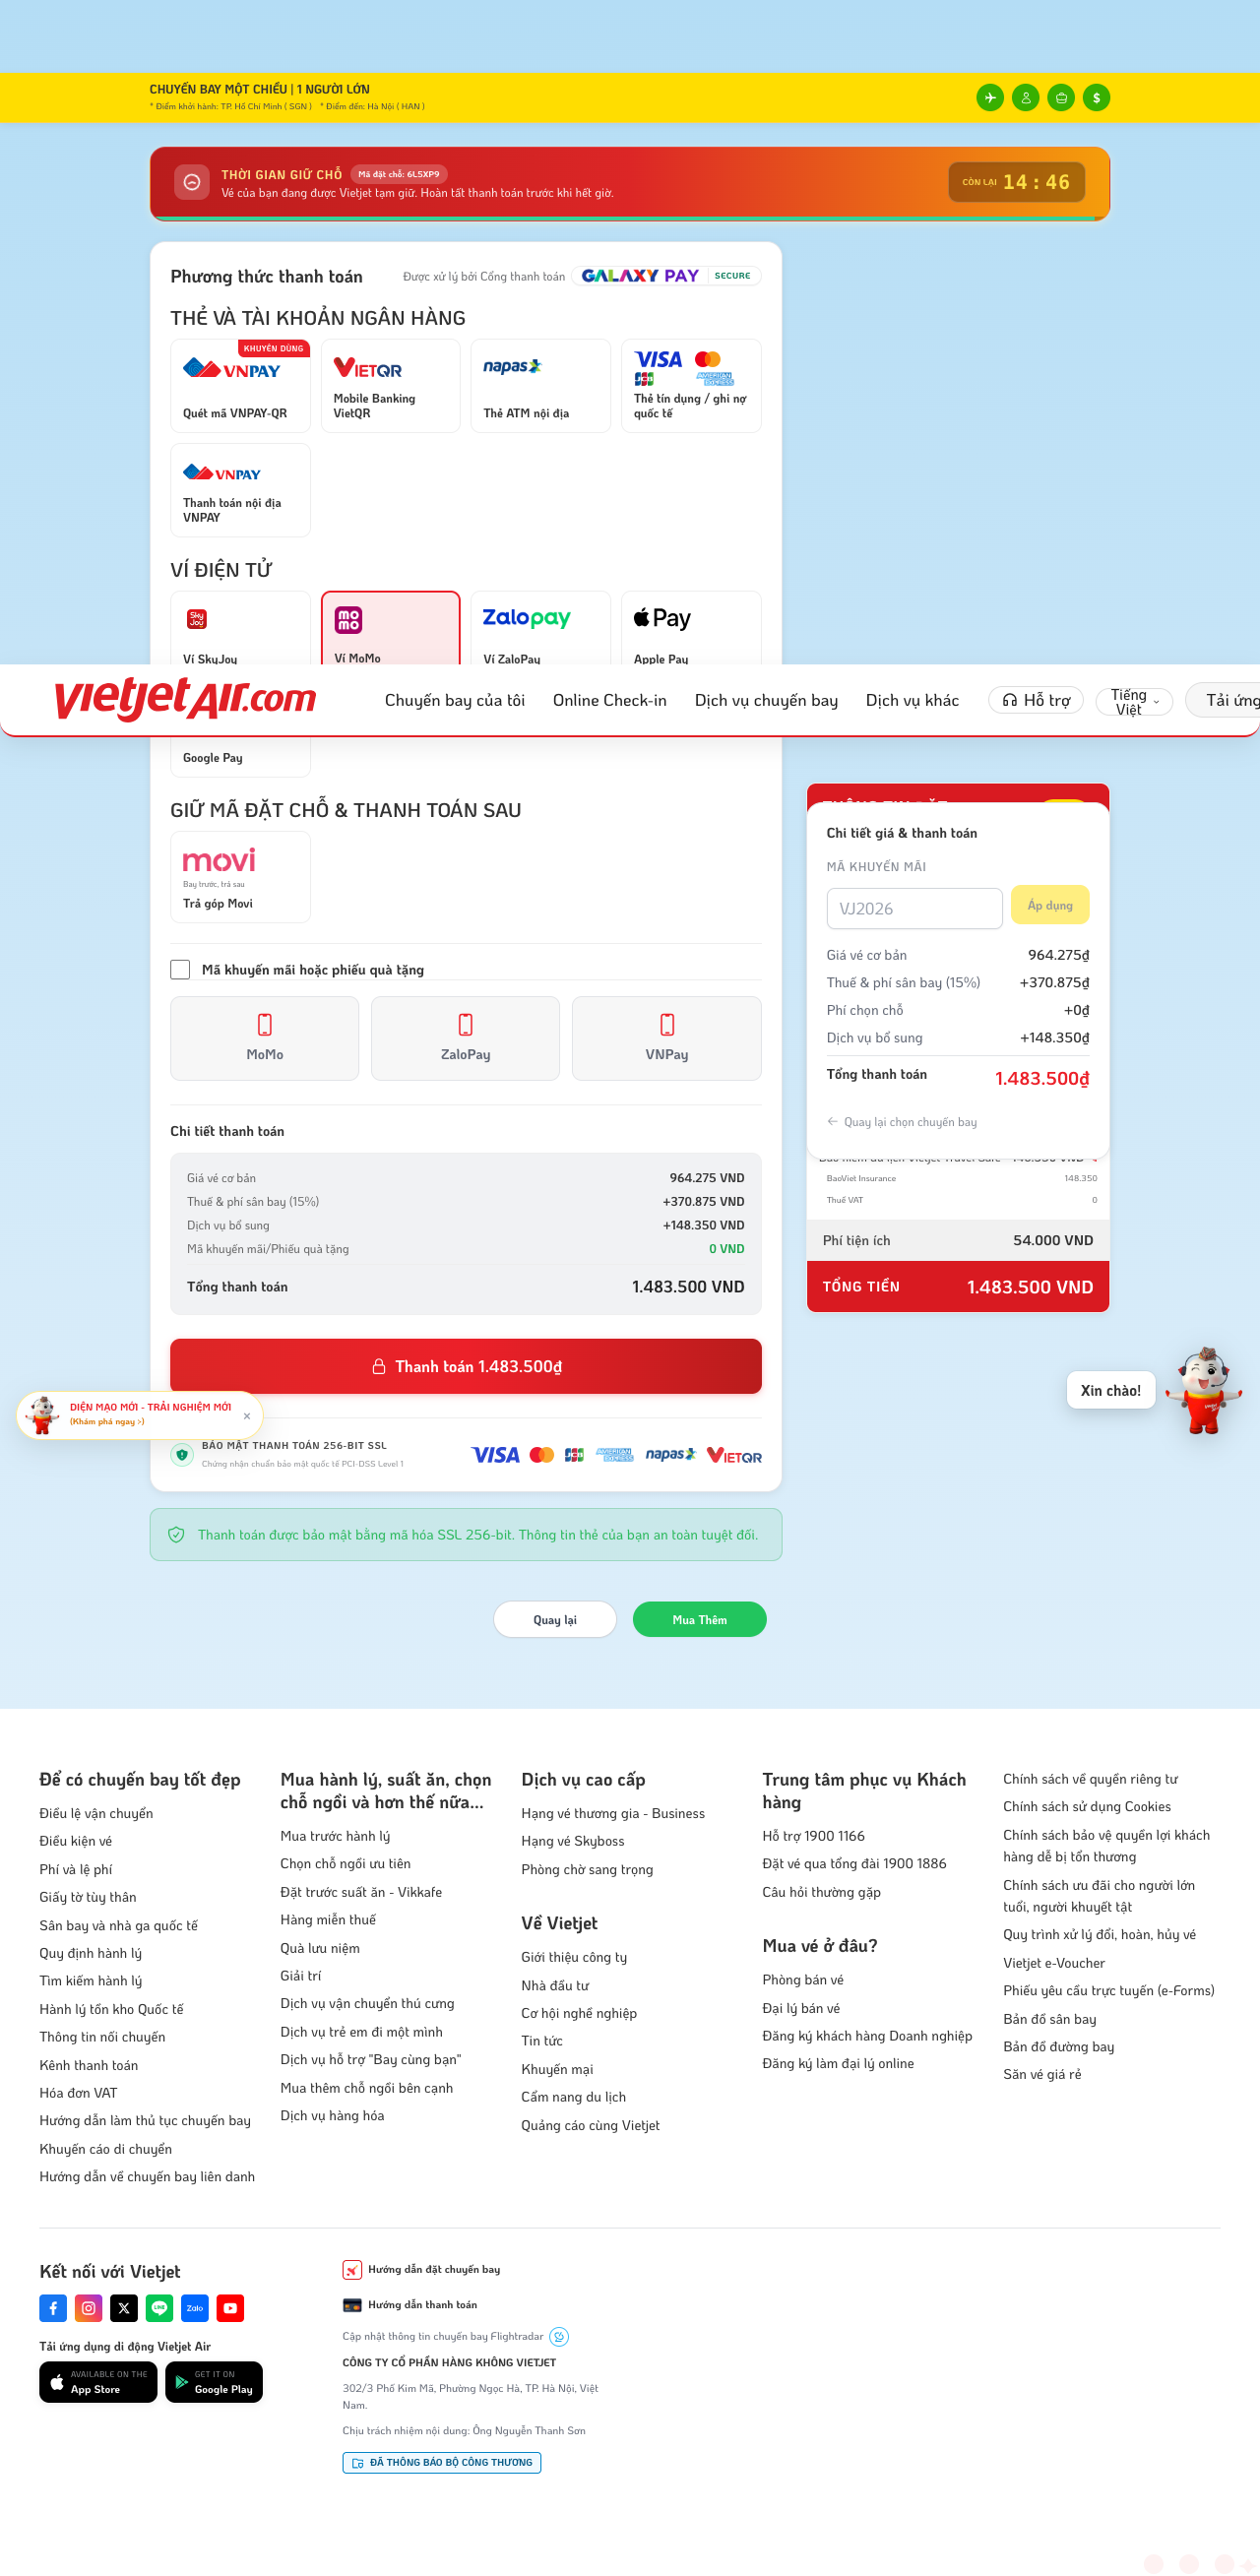 CHUYẾN BAY MỘT CHIỀU | 1 NGƯỜI LỚN
* Điểm khởi hành: TP. Hồ Chí Minh ( SGN ) * Điểm đến: Hà Nội ( HAN )
$
THỜI GIAN GIỮ CHỖ
Mã đặt chỗ: 6L5XP9
Vé của bạn đang được Vietjet tạm giữ. Hoàn tất thanh toán trước khi hết giờ.
CÒN LẠI 14 : 46
Phương thức thanh toán
Được xử lý bởi Cổng thanh toán
GALAXY PAY SECURE
THẺ VÀ TÀI KHOẢN NGÂN HÀNG
KHUYÊN DÙNG
VNPAY
Quét mã VNPAY-QR
VIETQR
Mobile Banking
VietQR
napas
Thẻ ATM nội địa
VISA
JCB
AMERICAN EXPRESS
Thẻ tín dụng / ghi nợ
quốc tế
VNPAY
Thanh toán nội địa
VNPAY
VÍ ĐIỆN TỬ
Sky Joy
Ví SkyJoy
mo mo
Ví MoMo
Zalopay
Ví ZaloPay
Pay
Apple Pay
vietjetAir.com
Chuyến bay của tôi
Online Check-in
Dịch vụ chuyến bay
Dịch vụ khác
Hỗ trợ
Tiếng
Việt
Tải ứng
Google Pay
GIỮ MÃ ĐẶT CHỖ & THANH TOÁN SAU
movi
Bay trước, trả sau
Trả góp Movi
Mã khuyến mãi hoặc phiếu quà tặng
MoMo
ZaloPay
VNPay
Chi tiết thanh toán
Giá vé cơ bản 964.275 VND
Thuế & phí sân bay (15%) +370.875 VND
Dịch vụ bổ sung +148.350 VND
Mã khuyến mãi/Phiếu quà tặng 0 VND
Tổng thanh toán 1.483.500 VND
Thanh toán 1.483.500₫
BẢO MẬT THANH TOÁN 256-BIT SSL
Chứng nhận chuẩn bảo mật quốc tế PCI-DSS Level 1
VISA JCB AMERICAN EXPRESS napas VIETQR
Thanh toán được bảo mật bằng mã hóa SSL 256-bit. Thông tin thẻ của bạn an toàn tuyệt đối.
Quay lại
Mua Thêm
Chi tiết giá & thanh toán
MÃ KHUYẾN MÃI
VJ2026
Áp dụng
Giá vé cơ bản 964.275₫
Thuế & phí sân bay (15%) +370.875₫
Phí chọn chỗ +0₫
Dịch vụ bổ sung +148.350₫
Tổng thanh toán 1.483.500₫
Quay lại chọn chuyến bay
BaoViet Insurance 148.350
Thuế VAT 0
Phí tiện ích 54.000 VND
TỔNG TIỀN 1.483.500 VND
Xin chào!
DIỆN MẠO MỚI - TRẢI NGHIỆM MỚI
(Khám phá ngay >)
×
Để có chuyến bay tốt đẹp
Điều lệ vận chuyển
Điều kiện vé
Phí và lệ phí
Giấy tờ tùy thân
Sân bay và nhà ga quốc tế
Quy định hành lý
Tìm kiếm hành lý
Hành lý tồn kho Quốc tế
Thông tin nối chuyến
Kênh thanh toán
Hóa đơn VAT
Hướng dẫn làm thủ tục chuyến bay
Khuyến cáo di chuyển
Hướng dẫn về chuyến bay liên danh
Mua hành lý, suất ăn, chọn
chỗ ngồi và hơn thế nữa...
Mua trước hành lý
Chọn chỗ ngồi ưu tiên
Đặt trước suất ăn - Vikkafe
Hàng miễn thuế
Quà lưu niệm
Giải trí
Dịch vụ vận chuyển thú cưng
Dịch vụ trẻ em đi một mình
Dịch vụ hỗ trợ "Bay cùng bạn"
Mua thêm chỗ ngồi bên cạnh
Dịch vụ hàng hóa
Dịch vụ cao cấp
Hạng vé thương gia - Business
Hạng vé Skyboss
Phòng chờ sang trọng
Về Vietjet
Giới thiệu công ty
Nhà đầu tư
Cơ hội nghề nghiệp
Tin tức
Khuyến mại
Cẩm nang du lịch
Quảng cáo cùng Vietjet
Trung tâm phục vụ Khách
hàng
Hỗ trợ 1900 1166
Đặt vé qua tổng đài 1900 1886
Câu hỏi thường gặp
Mua vé ở đâu?
Phòng bán vé
Đại lý bán vé
Đăng ký khách hàng Doanh nghiệp
Đăng ký làm đại lý online
Chính sách về quyền riêng tư
Chính sách sử dụng Cookies
Chính sách bảo vệ quyền lợi khách
hàng dễ bị tổn thương
Chính sách ưu đãi cho người lớn
tuổi, người khuyết tật
Quy trình xử lý đổi, hoàn, hủy vé
Vietjet e-Voucher
Phiếu yêu cầu trực tuyến (e-Forms)
Bản đồ sân bay
Bản đồ đường bay
Săn vé giá rẻ
Kết nối với Vietjet
Zalo
Tải ứng dụng di động Vietjet Air
AVAILABLE ON THE
App Store
GET IT ON
Google Play
Hướng dẫn đặt chuyến bay
Hướng dẫn thanh toán
Cập nhật thông tin chuyến bay Flightradar
CÔNG TY CỔ PHẦN HÀNG KHÔNG VIETJET
302/3 Phố Kim Mã, Phường Ngọc Hà, TP. Hà Nội, Việt
Nam.
Chịu trách nhiệm nội dung: Ông Nguyễn Thanh Sơn
ĐÃ THÔNG BÁO BỘ CÔNG THƯƠNG